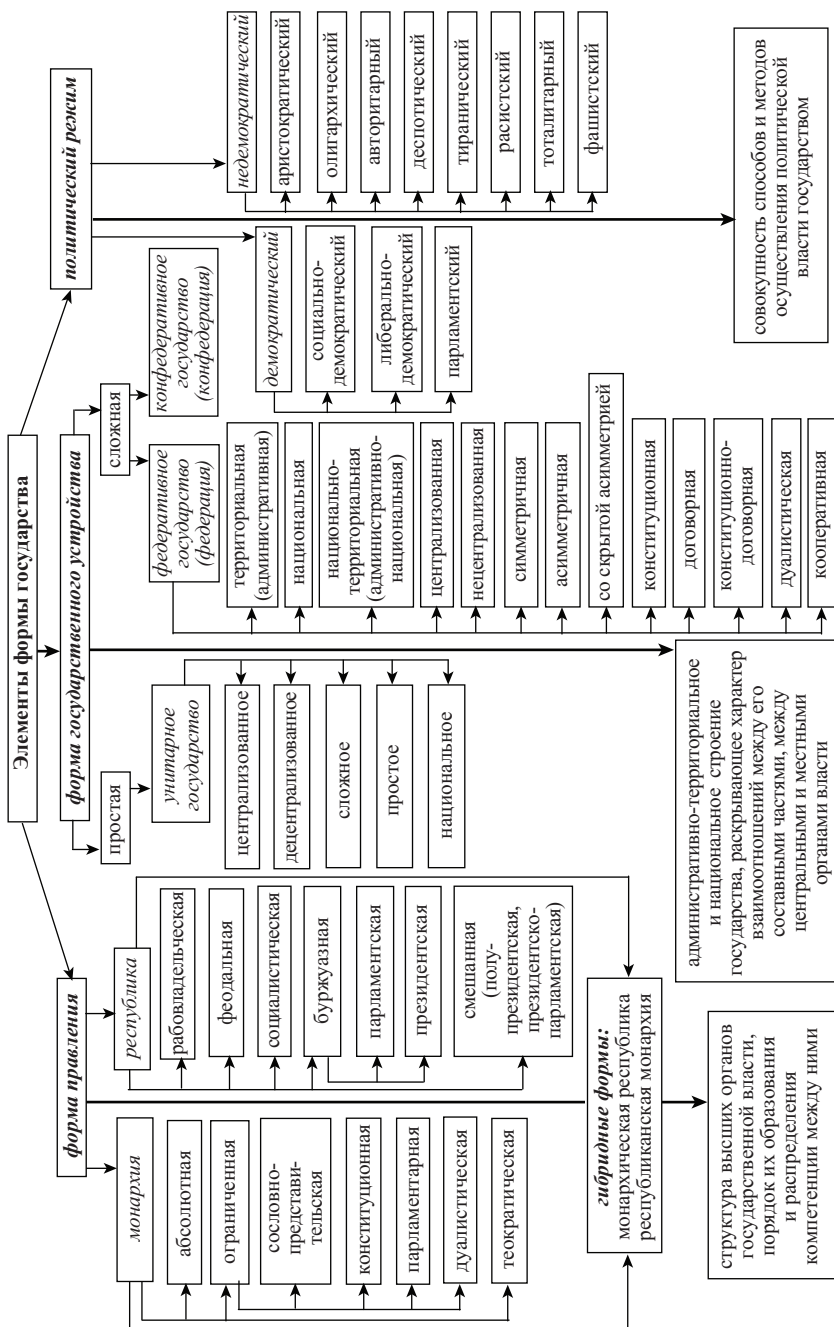 Элементы формы государства
форма правления
монархия
абсолютная
ограниченная
сословно-
представи-
тельская
конституционная
парламентарная
дуалистическая
теократическая
республика
рабовладельческая
феодальная
социалистическая
буржуазная
парламентская
президентская
смешанная
(полу-
президентская,
президентско-
парламентская)
гибридные формы:
монархическая республика
республиканская монархия
структура высших органов
государственной власти,
порядок их образования
и распределения
компетенции между ними
форма государственного устройства
простая
унитарное
государство
централизованное
децентрализованное
сложное
простое
национальное
сложная
федеративное
государство
(федерация)
территориальная
(административная)
национальная
национально-
территориальная
(административно-
национальная)
централизованная
нецентрализованная
симметричная
асимметричная
со скрытой асиметрией
конституционная
договорная
конституционно-
договорная
дуалистическая
кооперативная
конфедеративное
государство
(конфедерация)
административно-территориальное
и национальное строение
государства, раскрывающее характер
взаимоотношений между его
составными частями, между
центральными и местными
органами власти
политический режим
демократический
социально-
демократический
либерально-
демократический
парламентский
недемократический
аристократический
олигархический
авторитарный
деспотический
тиранический
расистский
тоталитарный
фашистский
совокупность способов и методов
осуществления политической
власти государством